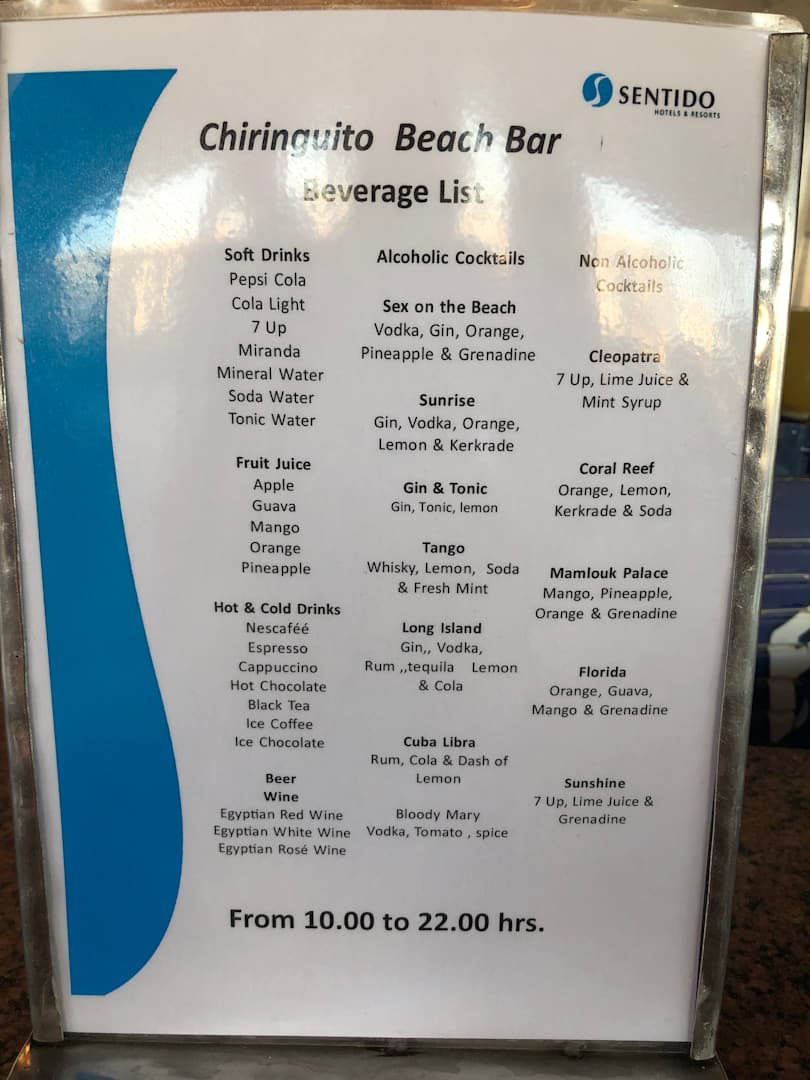 SENTIDO
HOTELS & RESORTS
Chiringuito Beach Bar
Beverage List
Soft Drinks
Pepsi Cola
Cola Light
7 Up
Miranda
Mineral Water
Soda Water
Tonic Water
Fruit Juice
Apple
Guava
Mango
Orange
Pineapple
Hot & Cold Drinks
Nescaféé
Espresso
Cappuccino
Hot Chocolate
Black Tea
Ice Coffee
Ice Chocolate
Beer
Wine
Egyptian Red Wine
Egyptian White Wine
Egyptian Rosé Wine
Alcoholic Cocktails
Sex on the Beach
Vodka, Gin, Orange,
Pineapple & Grenadine
Sunrise
Gin, Vodka, Orange,
Lemon & Kerkrade
Gin & Tonic
Gin, Tonic, lemon
Tango
Whisky, Lemon, Soda
& Fresh Mint
Long Island
Gin,, Vodka,
Rum ,,tequila Lemon
& Cola
Cuba Libra
Rum, Cola & Dash of
Lemon
Bloody Mary
Vodka, Tomato , spice
Non Alcoholic
Cocktails
Cleopatra
7 Up, Lime Juice &
Mint Syrup
Coral Reef
Orange, Lemon,
Kerkrade & Soda
Mamlouk Palace
Mango, Pineapple,
Orange & Grenadine
Florida
Orange, Guava,
Mango & Grenadine
Sunshine
7 Up, Lime Juice &
Grenadine
From 10.00 to 22.00 hrs.